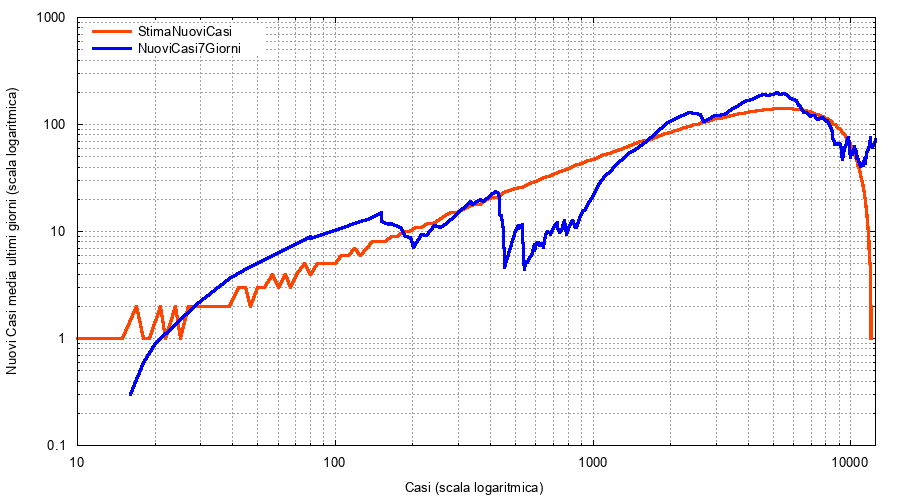 1000
StimaNuoviCasi
NuoviCasi7Giorni
100
10
1
0.1
10
100
1000
10000
Nuovi Casi media ultimi giorni (scala logaritmica)
Casi (scala logaritmica)